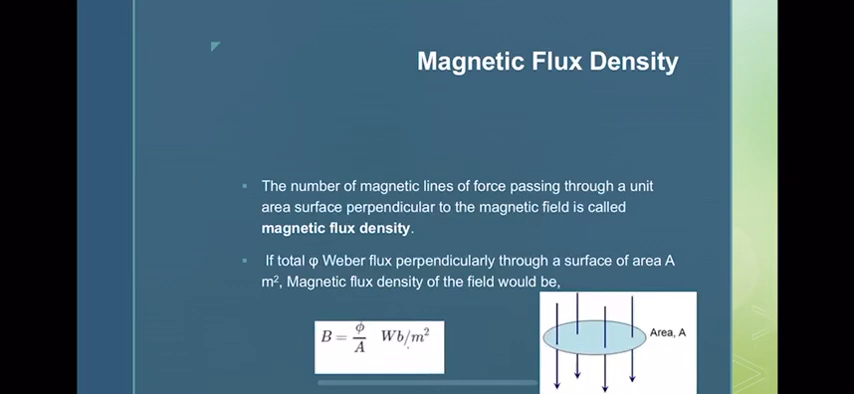 Magnetic Flux Density
The number of magnetic lines of force passing through a unit
area surface perpendicular to the magnetic field is called
magnetic flux density.
If total φ Weber flux perpendicularly through a surface of area A
m², Magnetic flux density of the field would be,
B = ϕ/A Wb/m²
Area, A